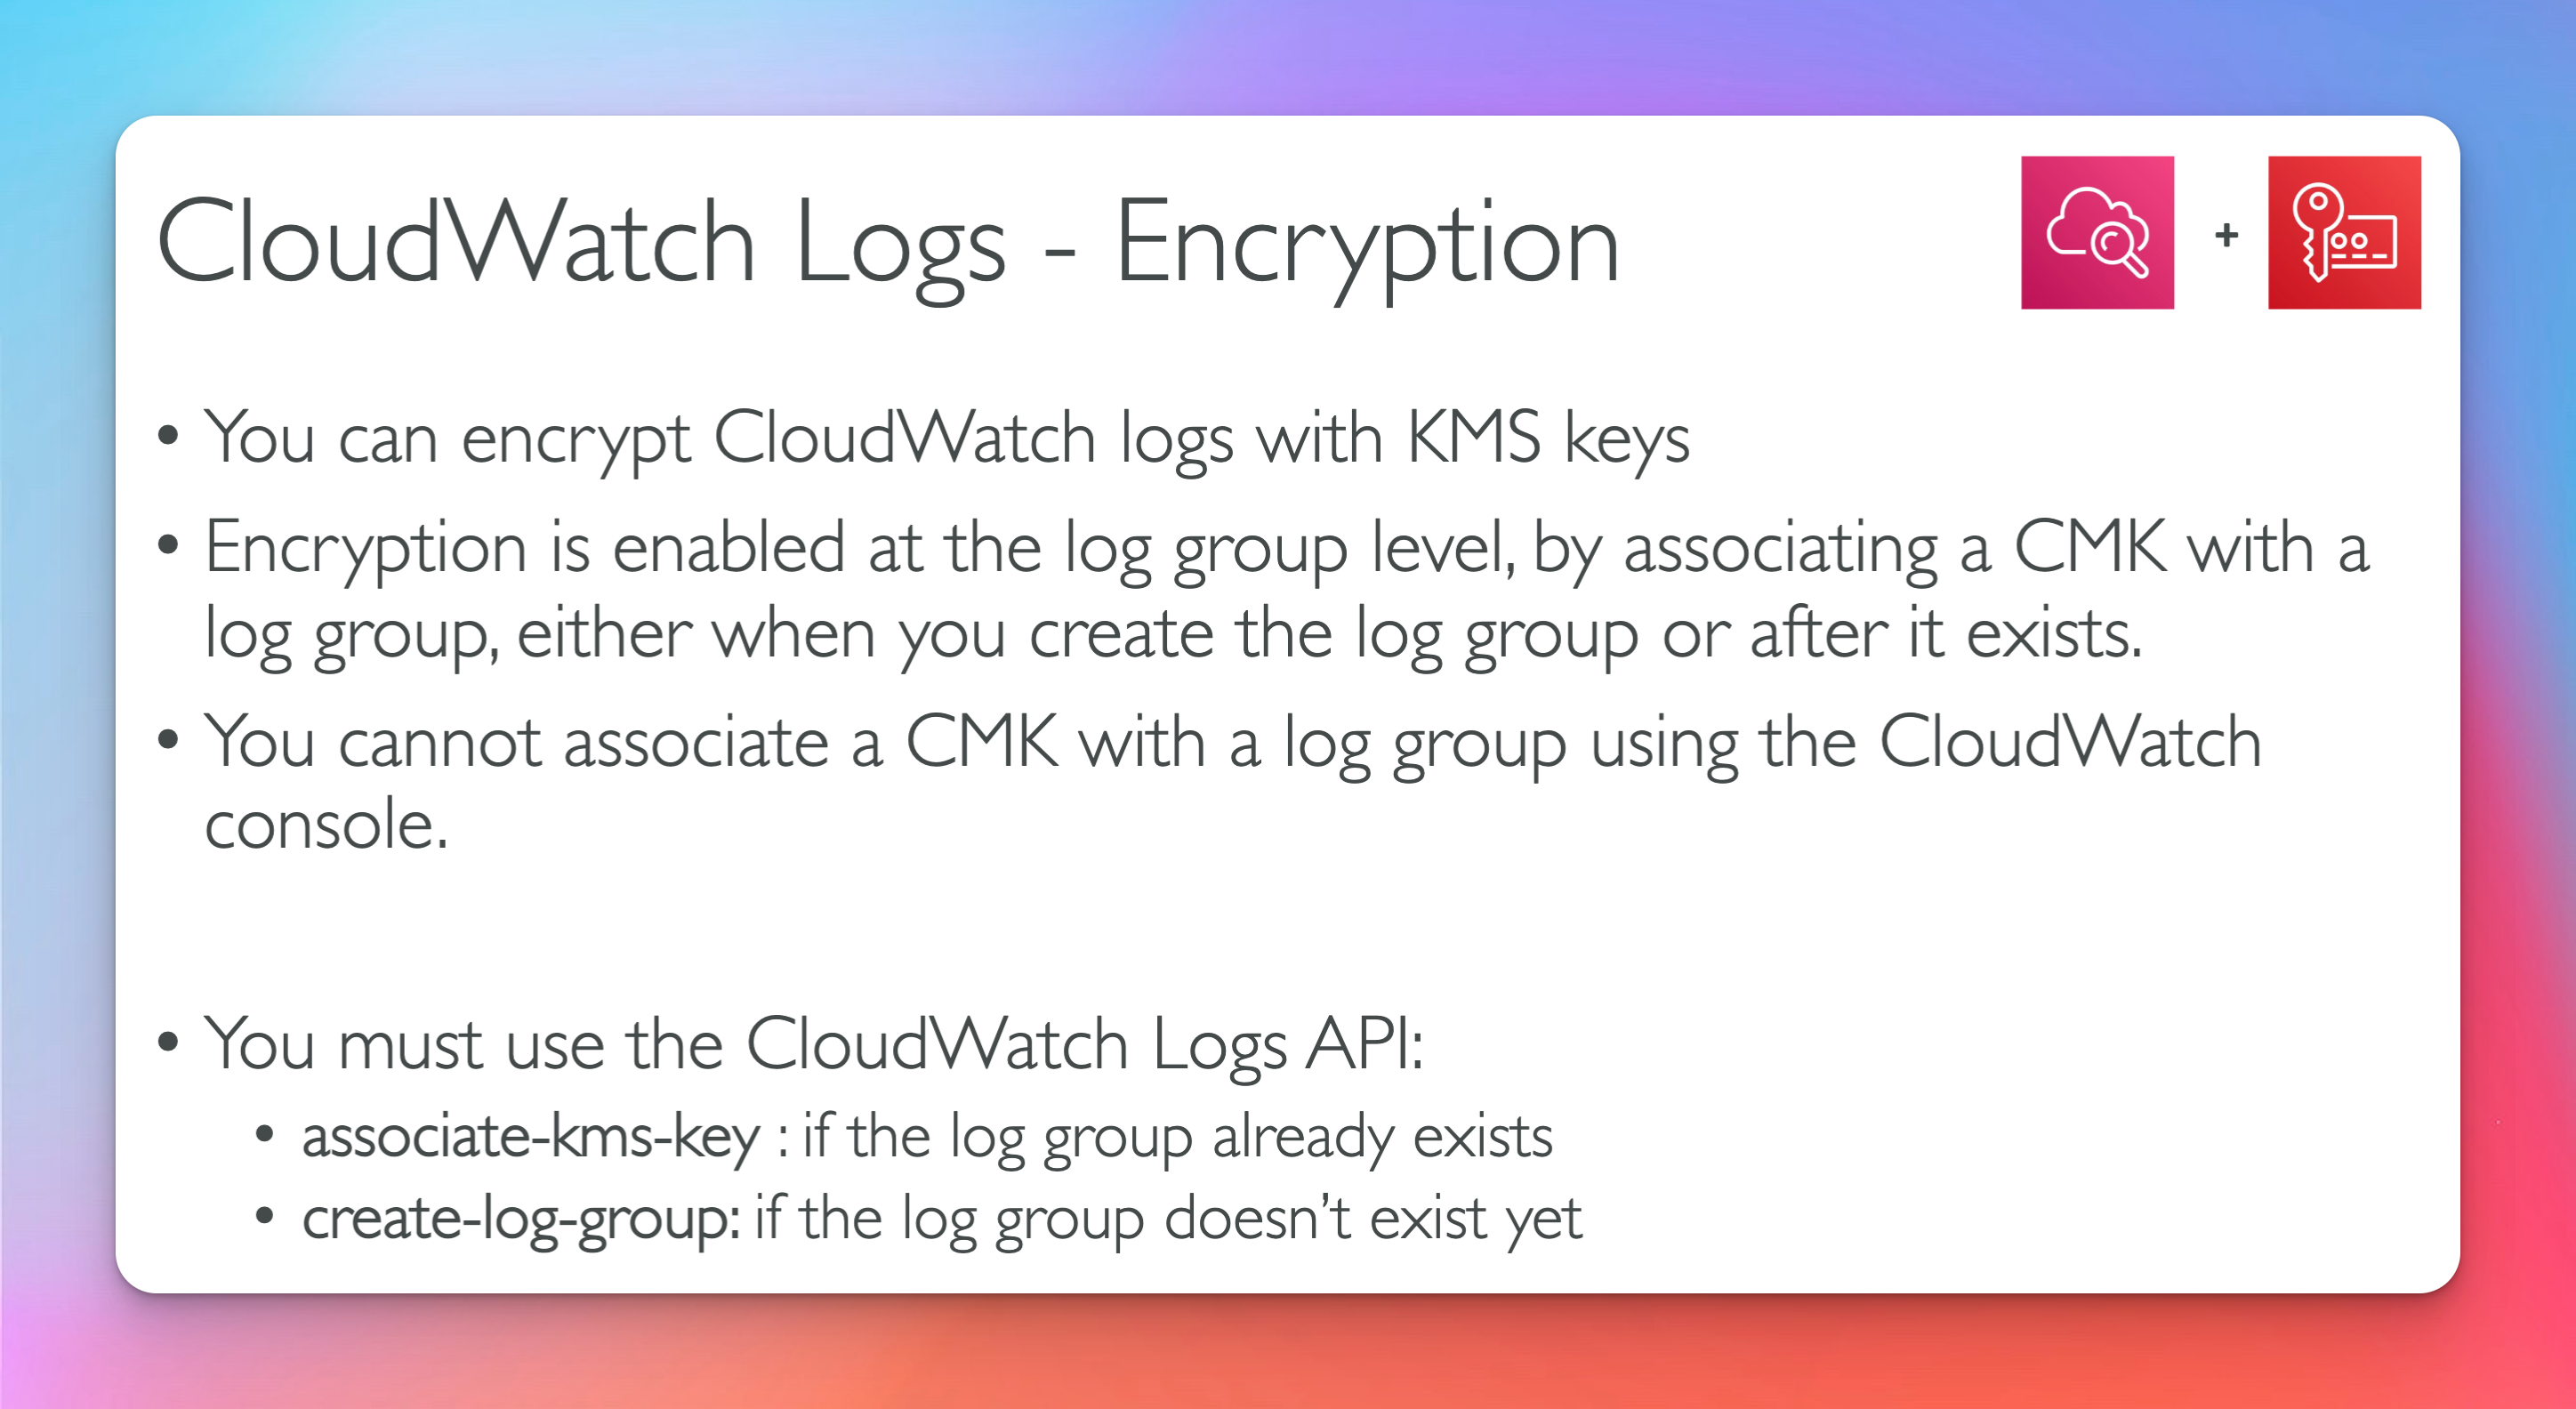 CloudWatch Logs - Encryption
+
• You can encrypt CloudWatch logs with KMS keys
• Encryption is enabled at the log group level, by associating a CMK with a
log group, either when you create the log group or after it exists.
• You cannot associate a CMK with a log group using the CloudWatch
console.
• You must use the CloudWatch Logs API:
• associate-kms-key : if the log group already exists
• create-log-group: if the log group doesn’t exist yet